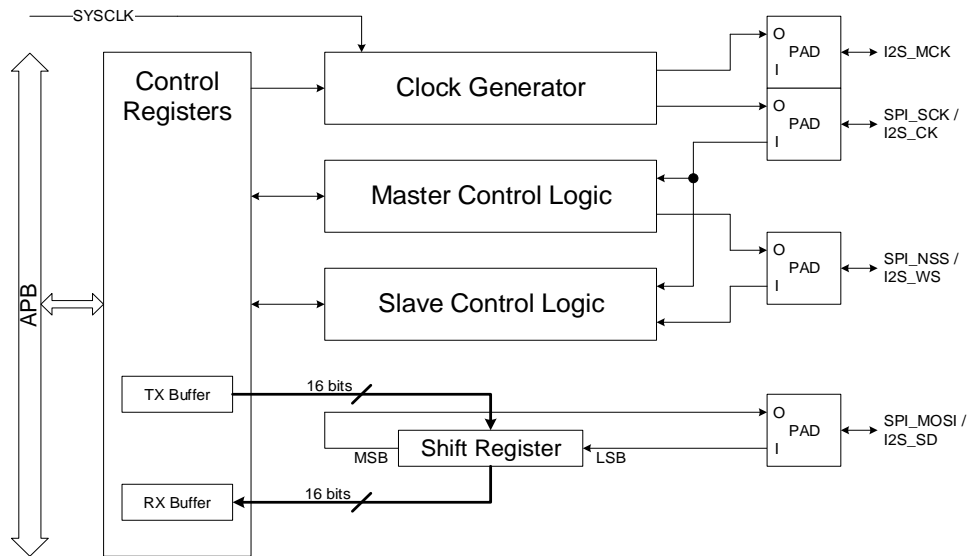 SYSCLK
APB
Control
Registers
Clock Generator
O
PAD
I
I2S_MCK
O
PAD
I
SPI_SCK /
I2S_CK
Master Control Logic
O
PAD
I
SPI_NSS /
I2S_WS
Slave Control Logic
TX Buffer
16 bits
O
PAD
I
SPI_MOSI /
I2S_SD
MSB
Shift Register
LSB
RX Buffer
16 bits